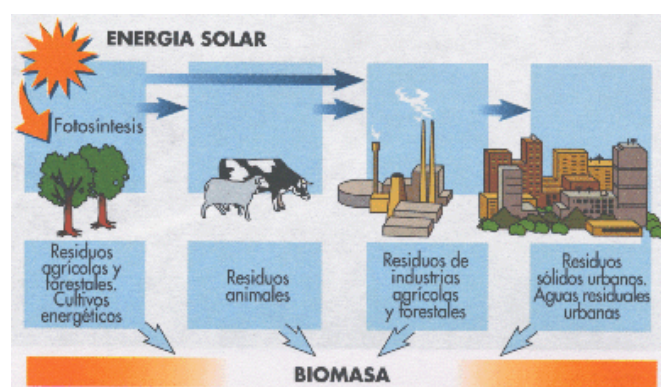 ENERGIA SOLAR
Fotosíntesis
Residuos
agrícolas y
forestales.
Cultivos
energéticos
Residuos
animales
Residuos de
industrias
agrícolas
y forestales
Residuos
sólidos urbanos.
Aguas residuales
urbanas
BIOMASA